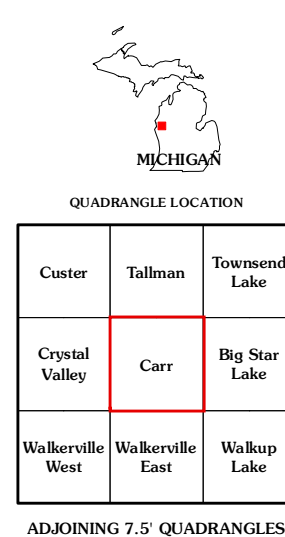 MICHIGAN
QUADRANGLE LOCATION
Custer
Tallman
Townsend
Lake
Crystal
Valley
Carr
Big Star
Lake
Walkerville
West
Walkerville
East
Walkup
Lake
ADJOINING 7.5' QUADRANGLES